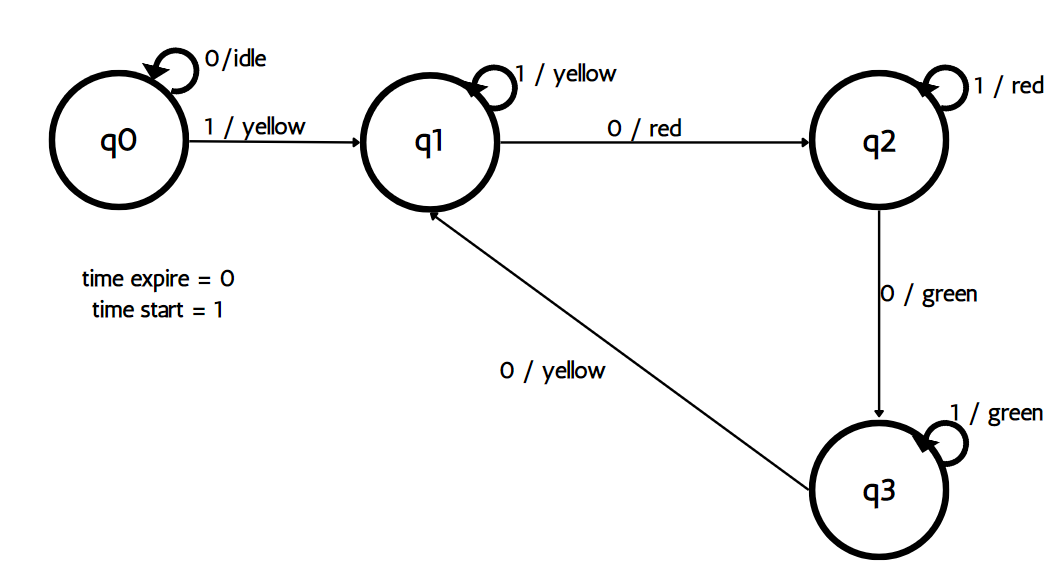 0/idle
1 / yellow
1 / red
q0
1 / yellow
q1
0 / red
q2
time expire = 0
time start = 1
0 / green
0 / yellow
1 / green
q3